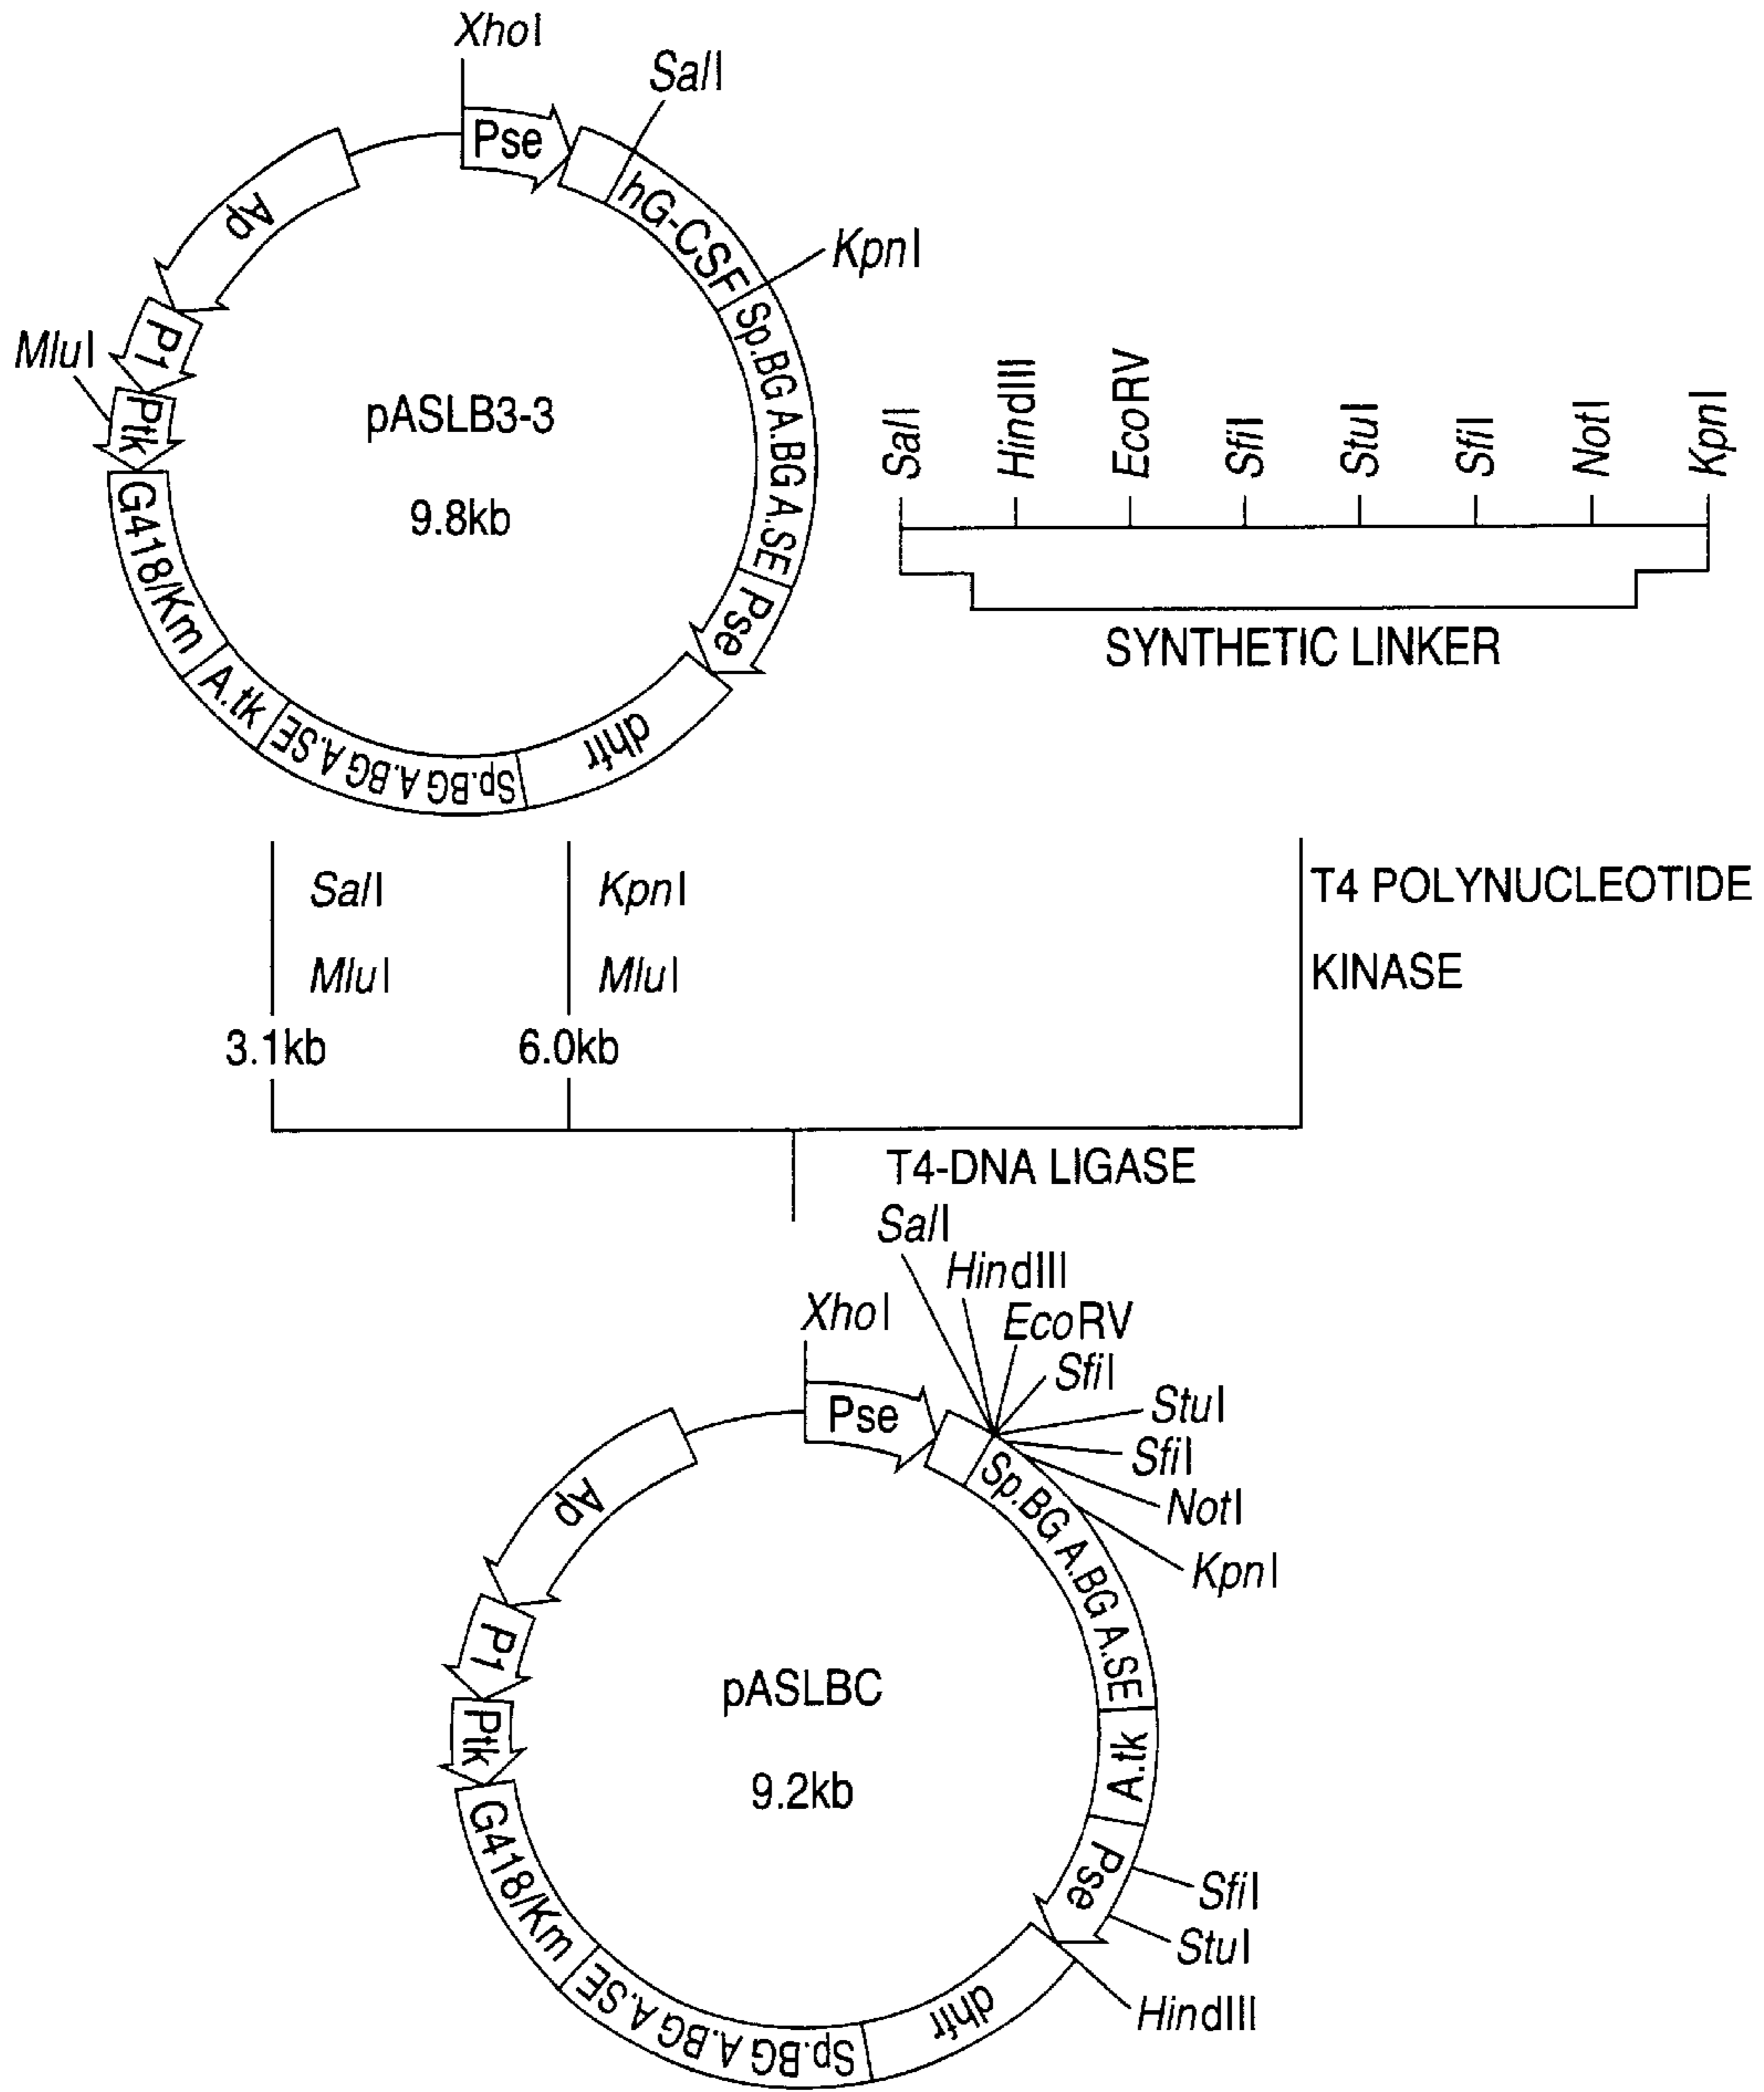 XhoI
SalI
Pse
hG-CSF
KpnI
Ap
P1
MluI
Ptk
pASLB3-3
9.8kb
Sp.BG A.BG A.SE
Pse
G418/Km
A.tk
Sp.BG A.BG A.SE
dhfr
SalI
HindIII
EcoRV
SfiI
StuI
SfiI
NotI
KpnI
SYNTHETIC LINKER
SalI
MluI
3.1kb
KpnI
MluI
6.0kb
T4 POLYNUCLEOTIDE
KINASE
T4-DNA LIGASE
SalI
HindIII
EcoRV
XhoI
SfiI
StuI
SfiI
NotI
KpnI
Pse
Sp.BG A.BG A.SE
Ap
P1
Ptk
pASLBC
9.2kb
A.tk
Pse
SfiI
StuI
HindIII
G418/Km
Sp.BG A.BG A.SE
dhfr